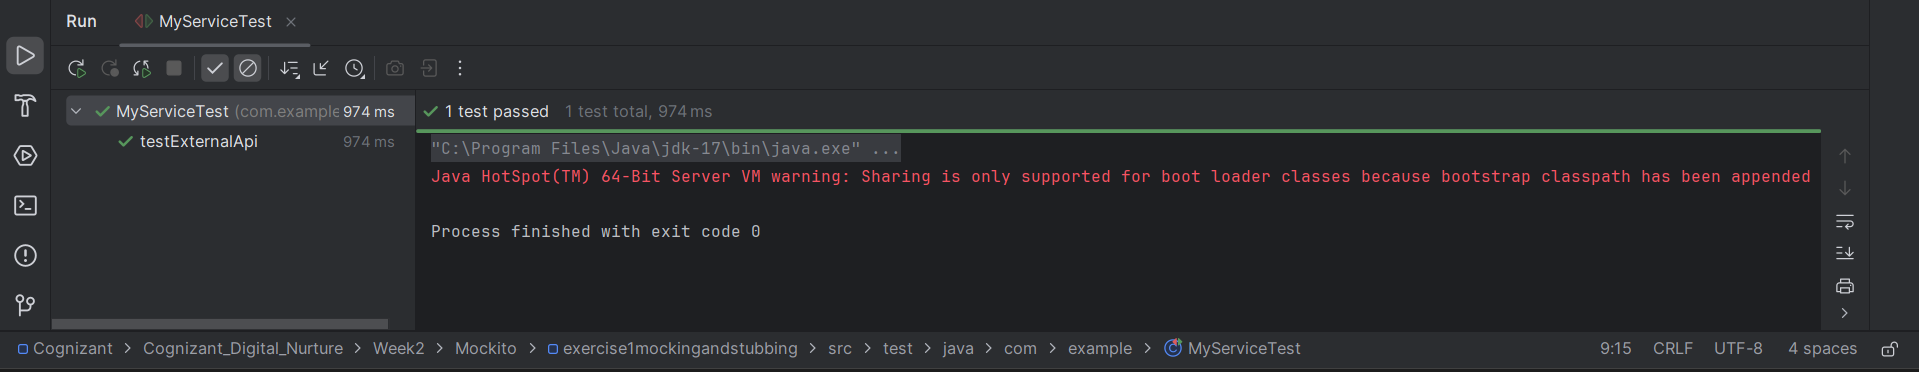 Run MyServiceTest
MyServiceTest (com.example 974 ms
testExternalApi 974 ms
1 test passed 1 test total, 974 ms
"C:\Program Files\Java\jdk-17\bin\java.exe" ...
Java HotSpot(TM) 64-Bit Server VM warning: Sharing is only supported for boot loader classes because bootstrap classpath has been appended
Process finished with exit code 0
Cognizant > Cognizant_Digital_Nurture > Week2 > Mockito > exercise1mockingandstubbing > src > test > java > com > example > MyServiceTest 9:15 CRLF UTF-8 4 spaces